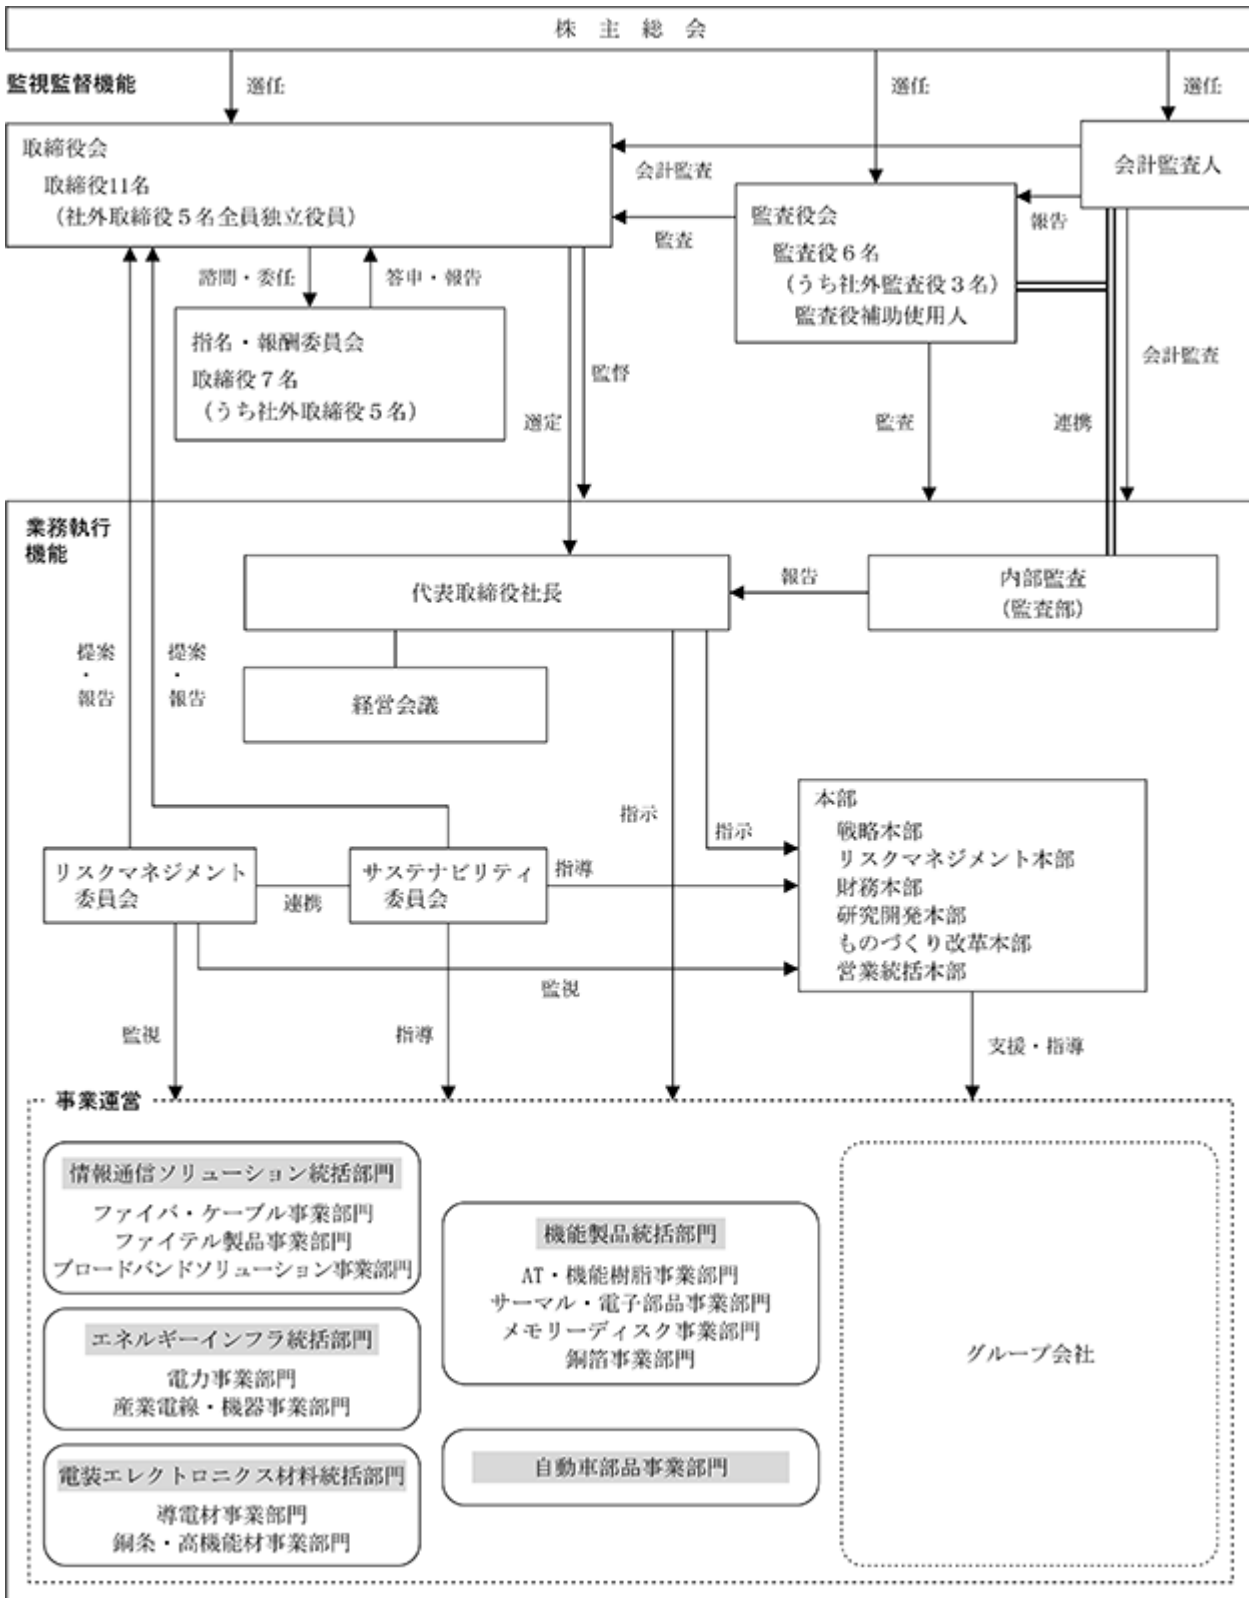 株主総会
監視監督機能
選任
選任
選任
取締役会
取締役11名
（社外取締役５名全員独立役員）
会計監査
会計監査人
監査
監査役会
監査役６名
（うち社外監査役３名）
監査役補助使用人
報告
諮問・委任
答申・報告
指名・報酬委員会
取締役７名
（うち社外取締役５名）
監督
選定
監査
連携
会計監査
業務執行
機能
代表取締役社長
報告
内部監査
（監査部）
提案
・
報告
提案
・
報告
経営会議
指示
指示
本部
戦略本部
リスクマネジメント本部
財務本部
研究開発本部
ものづくり改革本部
営業統括本部
リスクマネジメント
委員会
連携
サステナビリティ
委員会
指導
監視
監視
指導
支援・指導
事業運営
情報通信ソリューション統括部門
ファイバ・ケーブル事業部門
ファイテル製品事業部門
ブロードバンドソリューション事業部門
エネルギーインフラ統括部門
電力事業部門
産業電線・機器事業部門
電装エレクトロニクス材料統括部門
導電材事業部門
銅条・高機能材事業部門
機能製品統括部門
AT・機能樹脂事業部門
サーマル・電子部品事業部門
メモリーディスク事業部門
銅箔事業部門
自動車部品事業部門
グループ会社